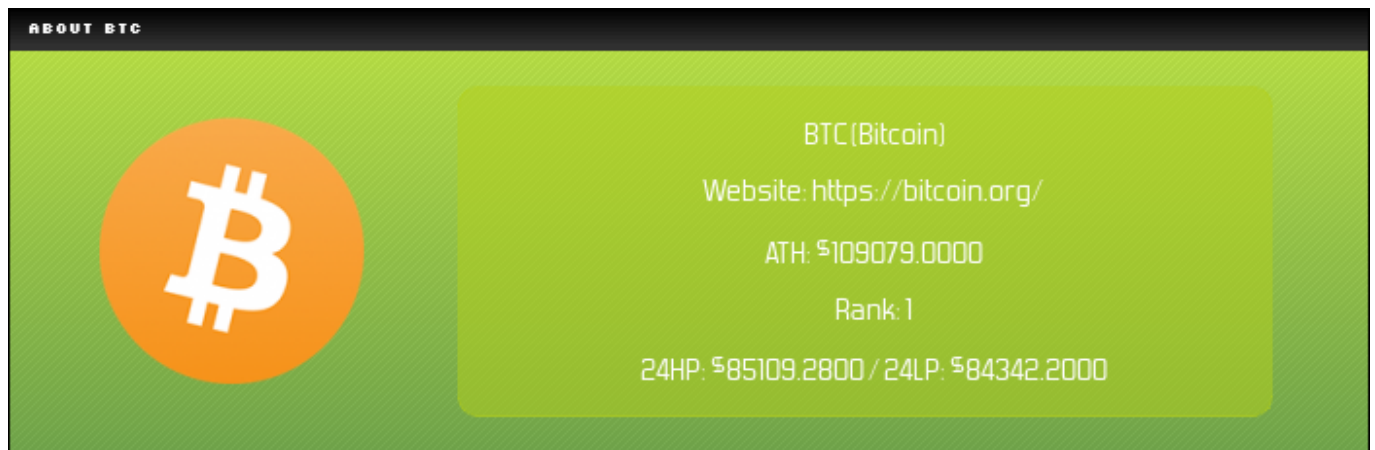 ABOUT BTC
BTC(Bitcoin)
Website: https://bitcoin.org/
ATH: $109079.0000
Rank: 1
24HP: $85109.2800 / 24LP: $84342.2000